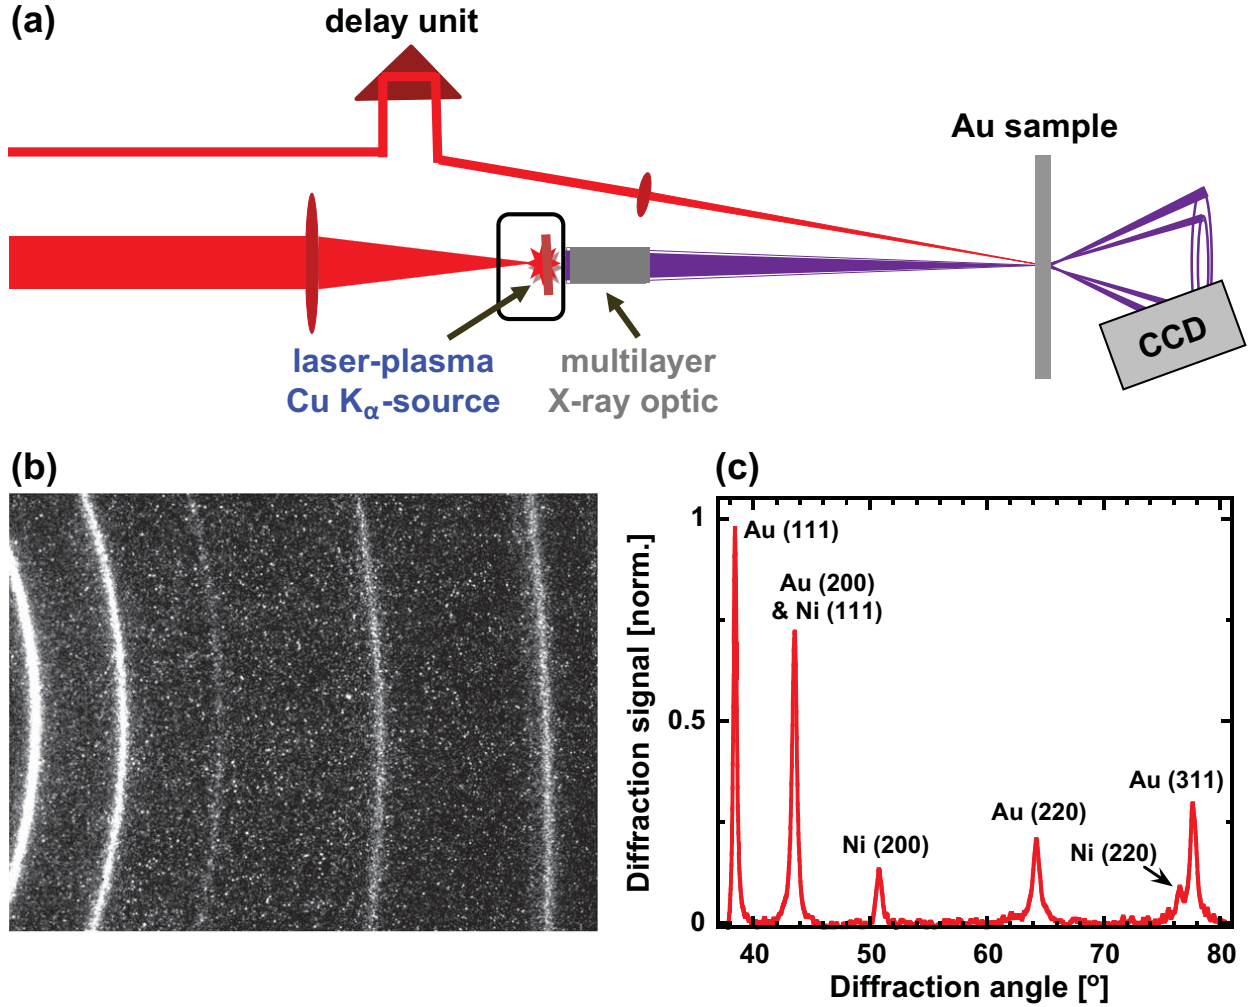 (a)
delay unit
Au sample
laser-plasma
Cu Kα-source
multilayer
X-ray optic
CCD
(b)
(c)
Diffraction signal [norm.]
1
0.5
0
Au (111)
Au (200)
& Ni (111)
Ni (200)
Au (220)
Ni (220)
Au (311)
40
50
60
70
80
Diffraction angle [º]